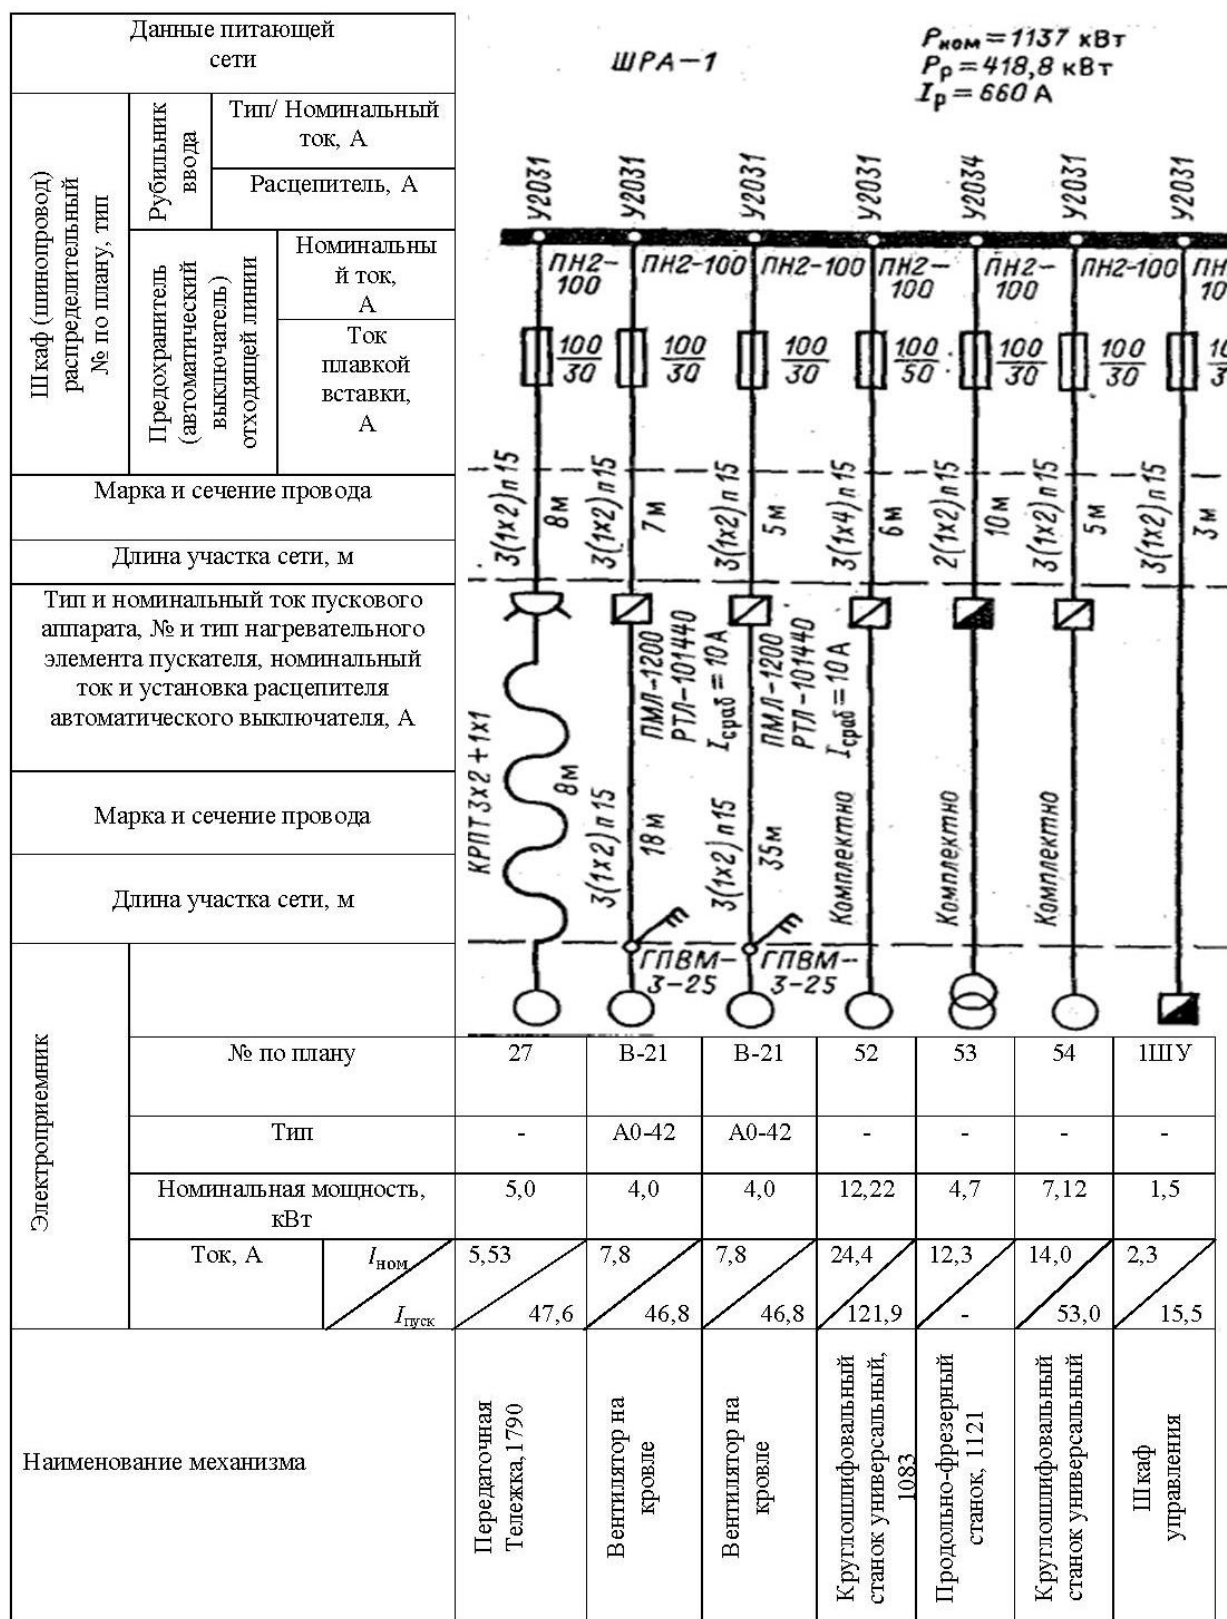 Данные питающей
сети
ШРА-1
Pном = 1137 кВт
Pр = 418,8 кВт
Iр = 660 А
Шкаф (шинопровод)
распределительный
№ по плану, тип
Рубильник
ввода
Тип/ Номинальный
ток, А
Расцепитель, А
Предохранитель
(автоматический
выключатель)
отходящей линии
Номинальны
й ток,
А
Ток
плавкой
вставки,
А
У2031
У2031
У2031
У2031
У2034
У2031
У2031
ПН2-
100
ПН2-100
ПН2-100
ПН2-
100
ПН2-
100
ПН2-100
ПН
10
100
30
100
30
100
30
100
50
100
30
100
30
10
3
Марка и сечение провода
Длина участка сети, м
3(1х2)п15
8м
3(1х2)п15
7м
3(1х2)п15
5м
3(1х4)п15
6м
2(1х2)п15
10м
3(1х2)п15
5м
3(1х2)п15
3м
Тип и номинальный ток пускового
аппарата, № и тип нагревательного
элемента пускателя, номинальный
ток и установка расцепителя
автоматического выключателя, А
ПМЛ-1200
РТЛ-101440
Iсраб = 10А
ПМЛ-1200
РТЛ-101440
Iсраб = 10А
Марка и сечение провода
Длина участка сети, м
КРПТ 3х2+1х1
8м
3(1х2)п15
18м
3(1х2)п15
35м
Комплектно
Комплектно
Комплектно
ГПВМ-
3-25
ГПВМ-
3-25
Электроприемник
№ по плану
27
В-21
В-21
52
53
54
1ШУ
Тип
-
А0-42
А0-42
-
-
-
-
Номинальная мощность,
кВт
5,0
4,0
4,0
12,22
4,7
7,12
1,5
Ток, А
Iном
Iпуск
5,53
47,6
7,8
46,8
7,8
46,8
24,4
121,9
12,3
-
14,0
53,0
2,3
15,5
Наименование механизма
Передаточная
Тележка,1790
Вентилятор на
кровле
Вентилятор на
кровле
Круглошлифовальный
станок универсальный,
1083
Продольно-фрезерный
станок, 1121
Круглошлифовальный
станок универсальный
Шкаф
управления